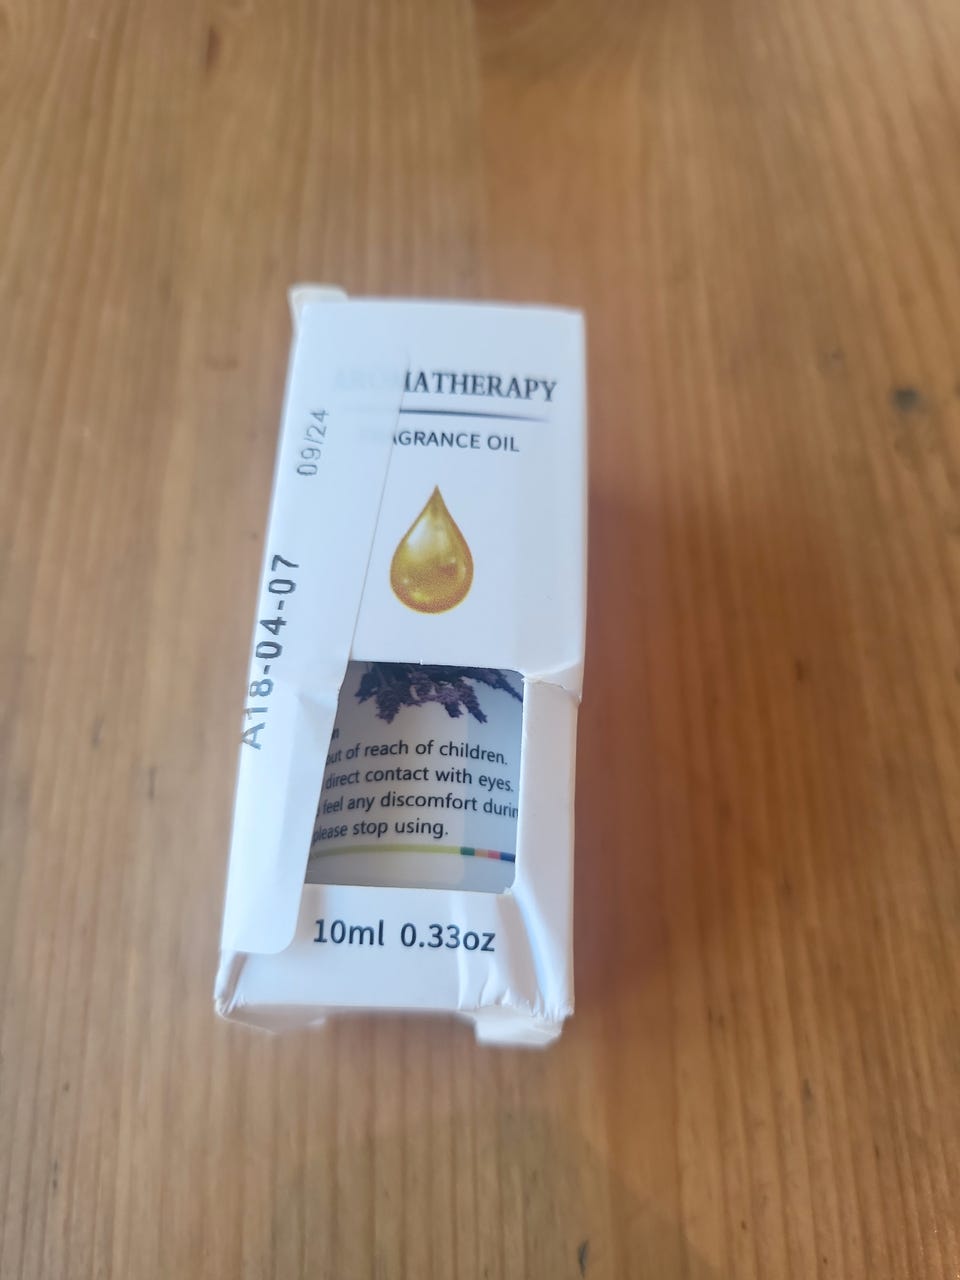 AROMATHERAPY
FRAGRANCE OIL
09/24
A18-04-07
out of reach of children.
direct contact with eyes.
feel any discomfort durin
please stop using.
10ml 0.33oz